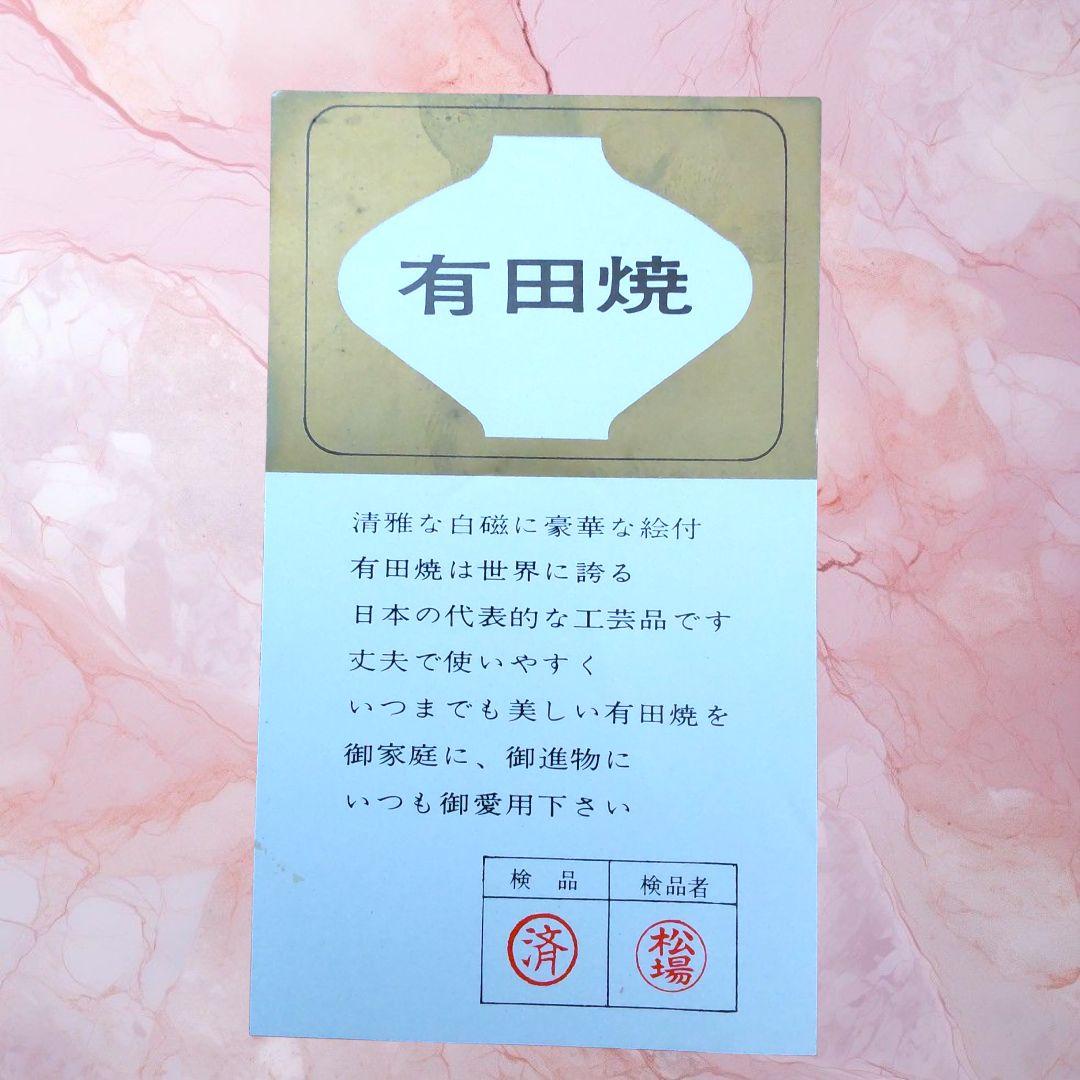 有田焼
清雅な白磁に豪華な絵付
有田焼は世界に誇る
日本の代表的な工芸品です
丈夫で使いやすく
いつまでも美しい有田焼を
御家庭に、御進物に
いつも御愛用下さい
検品 検品者
済 松場